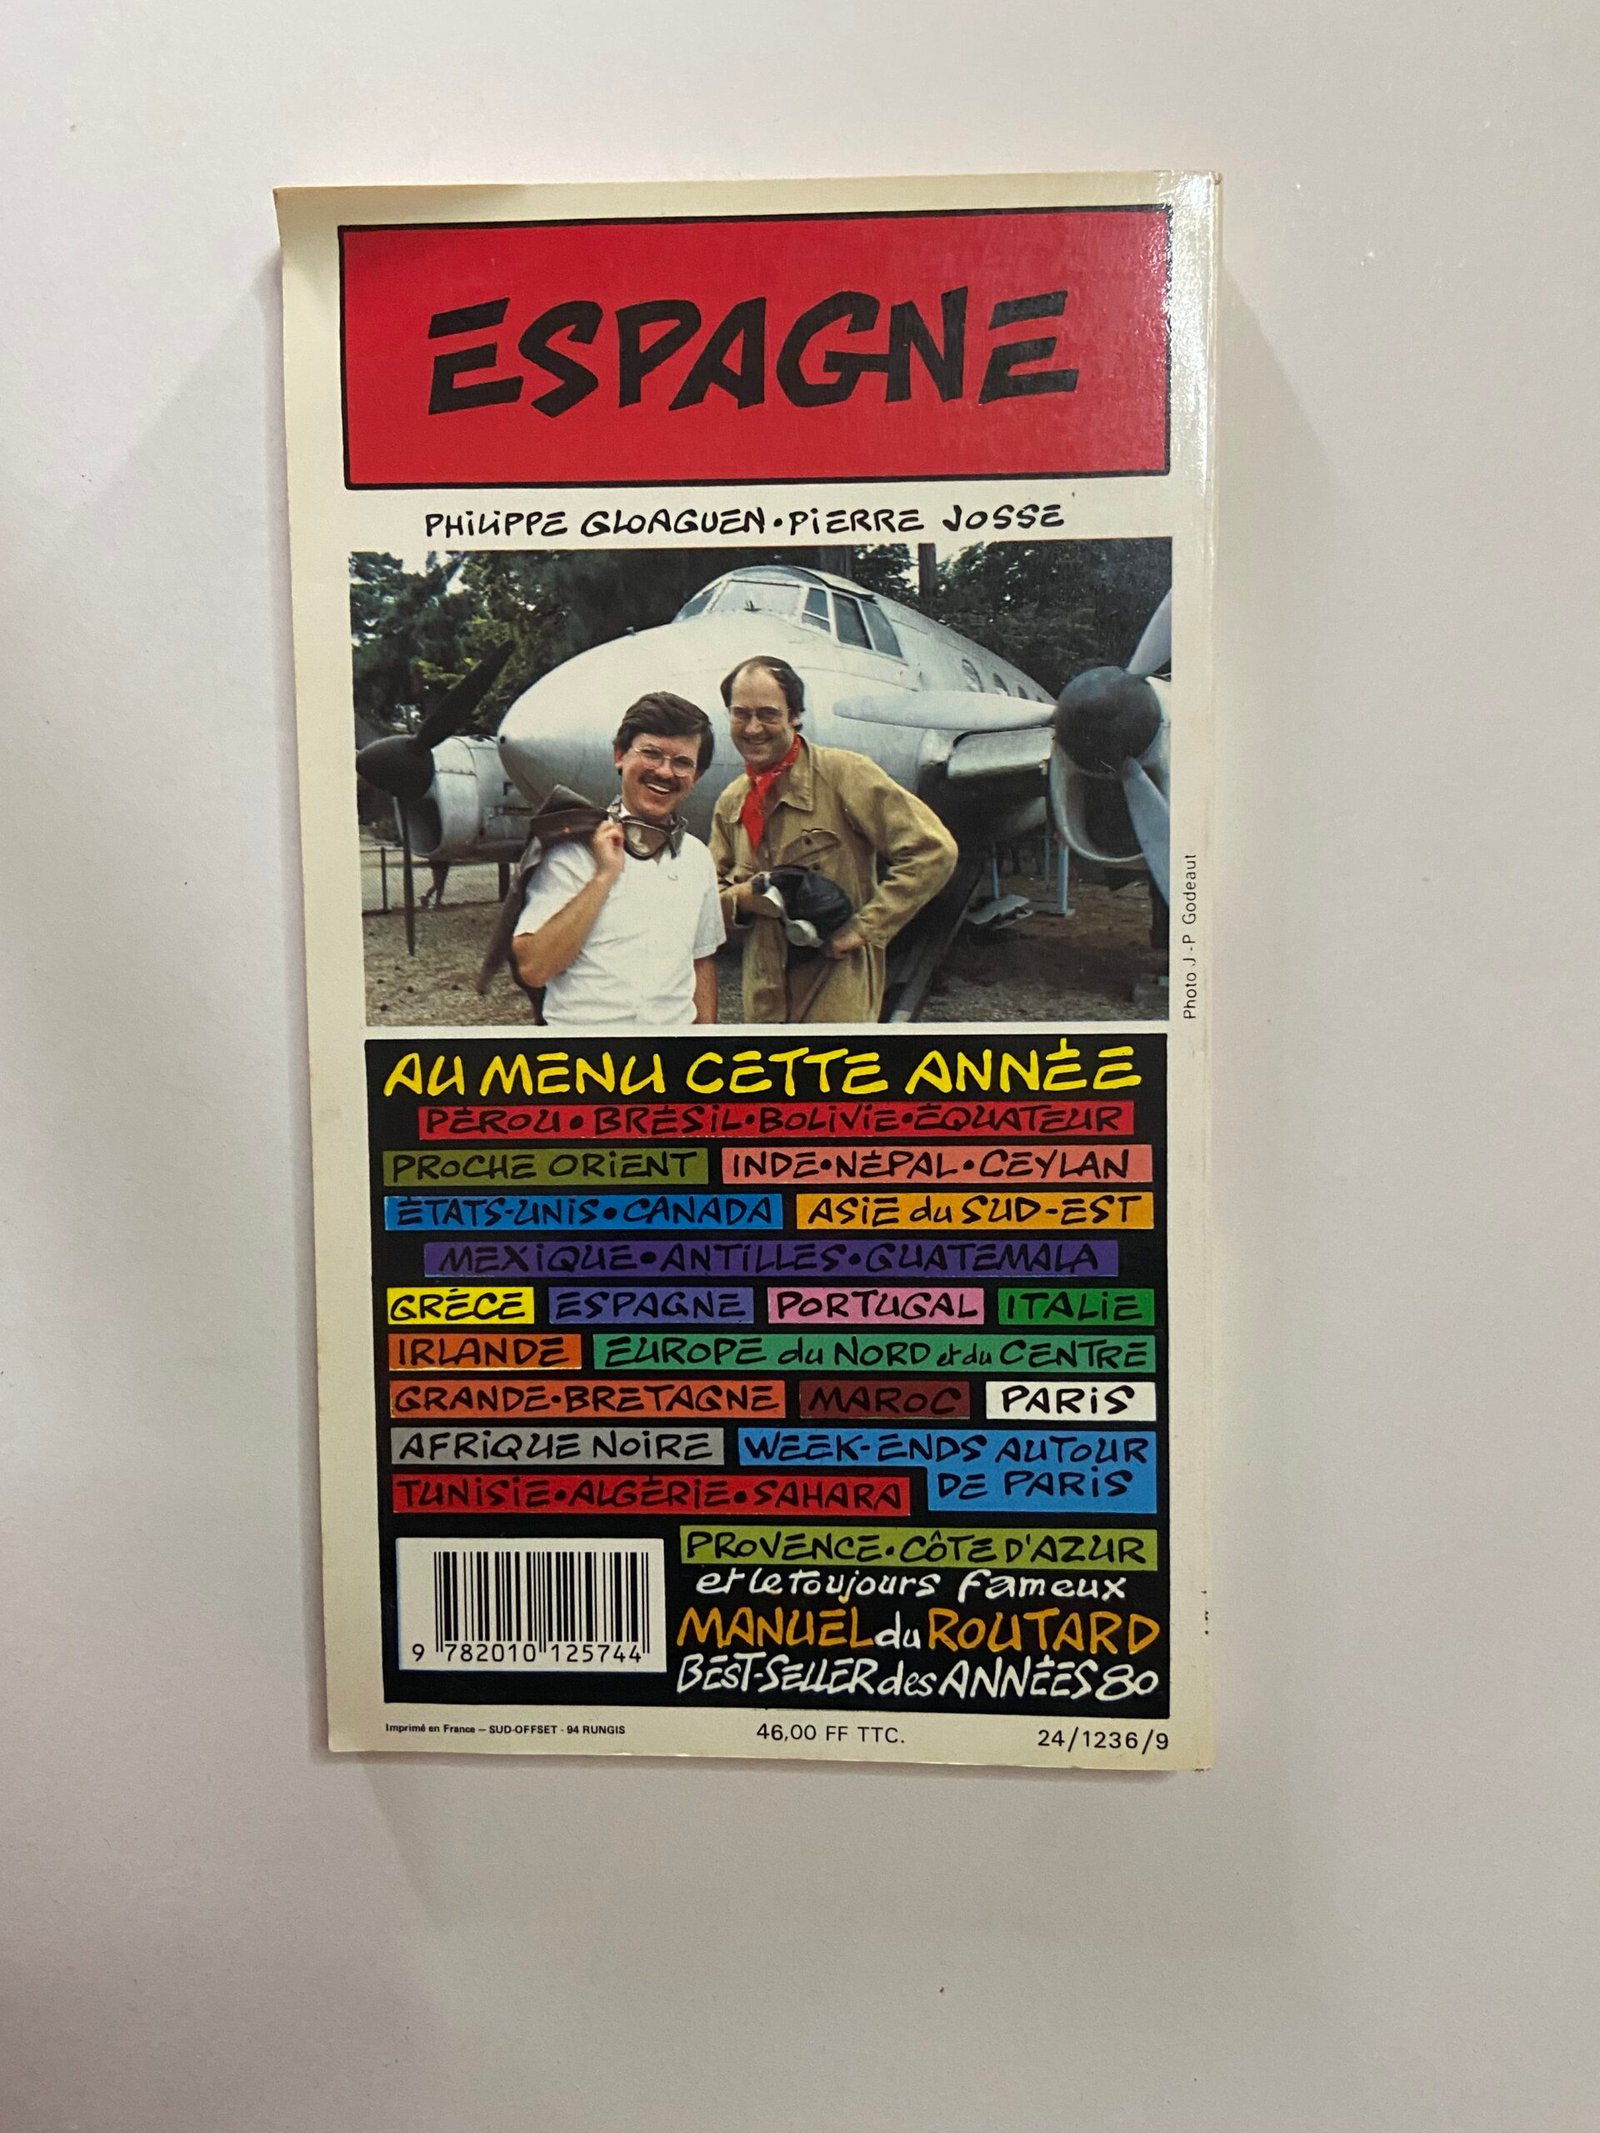 ESPAGNE
PHILIPPE GLOAGUEN • PIERRE JOSSE
Photo J.-P Godeaut
AU MENU CETTE ANNÉE
PÉROU • BRÉSIL • BOLIVIE • ÉQUATEUR
PROCHE ORIENT INDE • NÉPAL • CEYLAN
ÉTATS-UNIS • CANADA ASIE du SUD-EST
MEXIQUE • ANTILLES • GUATEMALA
GRÈCE ESPAGNE PORTUGAL ITALIE
IRLANDE EUROPE du NORD et du CENTRE
GRANDE-BRETAGNE MAROC PARIS
AFRIQUE NOIRE WEEK-ENDS AUTOUR
DE PARIS
TUNISIE • ALGÉRIE • SAHARA
PROVENCE • CÔTE D'AZUR
et le toujours fameux
MANUEL du ROUTARD
BEST-SELLER des ANNÉES 80
9 782010 125744
Imprimé en France — SUD-OFFSET - 94 RUNGIS
46,00 FF TTC.
24/1236/9